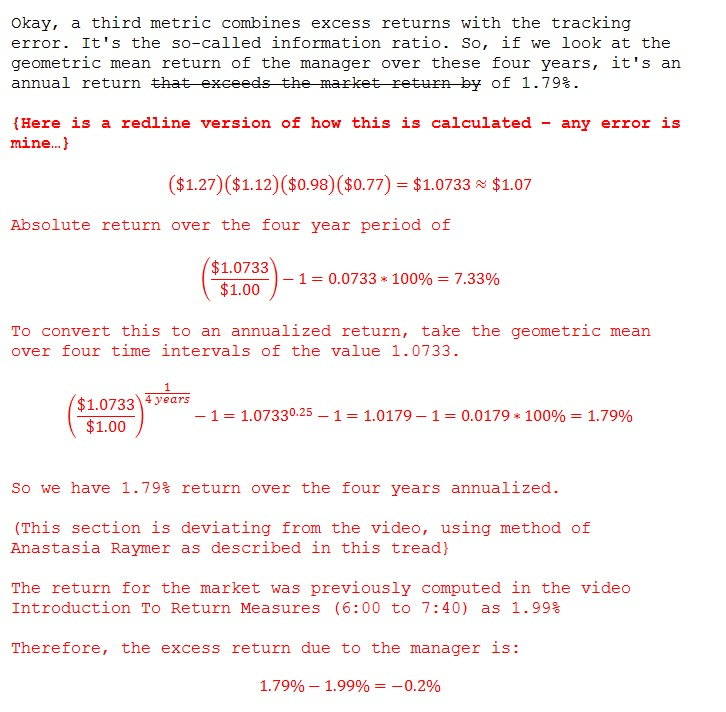 Okay, a third metric combines excess returns with the tracking
error. It's the so-called information ratio. So, if we look at the
geometric mean return of the manager over these four years, it's an
annual return that exceeds the market return by of 1.79%.
{Here is a redline version of how this is calculated – any error is
mine…}
($1.27)($1.12)($0.98)($0.77) = $1.0733 ≈ $1.07
Absolute return over the four year period of
($1.0733/$1.00) − 1 = 0.0733 * 100% = 7.33%
To convert this to an annualized return, take the geometric mean
over four time intervals of the value 1.0733.
($1.0733/$1.00)^(1/4 years) − 1 = 1.0733^0.25 − 1 = 1.0179 − 1 = 0.0179 * 100% = 1.79%
So we have 1.79% return over the four years annualized.
(This section is deviating from the video, using method of
Anastasia Raymer as described in this tread}
The return for the market was previously computed in the video
Introduction To Return Measures (6:00 to 7:40) as 1.99%
Therefore, the excess return due to the manager is:
1.79% − 1.99% = −0.2%